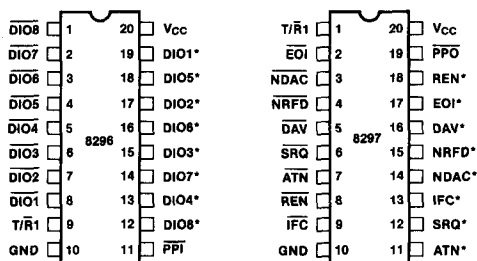 DIO8 1 20 VCC
DIO7 2 19 DIO1*
DIO6 3 18 DIO5*
DIO5 4 17 DIO2*
DIO4 5 16 DIO6*
8296
DIO3 6 15 DIO3*
DIO2 7 14 DIO7*
DIO1 8 13 DIO4*
T/R1 9 12 DIO8*
GND 10 11 PPI
T/R1 1 20 VCC
EOI 2 19 PPO
NDAC 3 18 REN*
NRFD 4 17 EOI*
DAV 5 16 DAV*
8297
SRQ 6 15 NRFD*
ATN 7 14 NDAC*
REN 8 13 IFC*
IFC 9 12 SRQ*
GND 10 11 ATN*